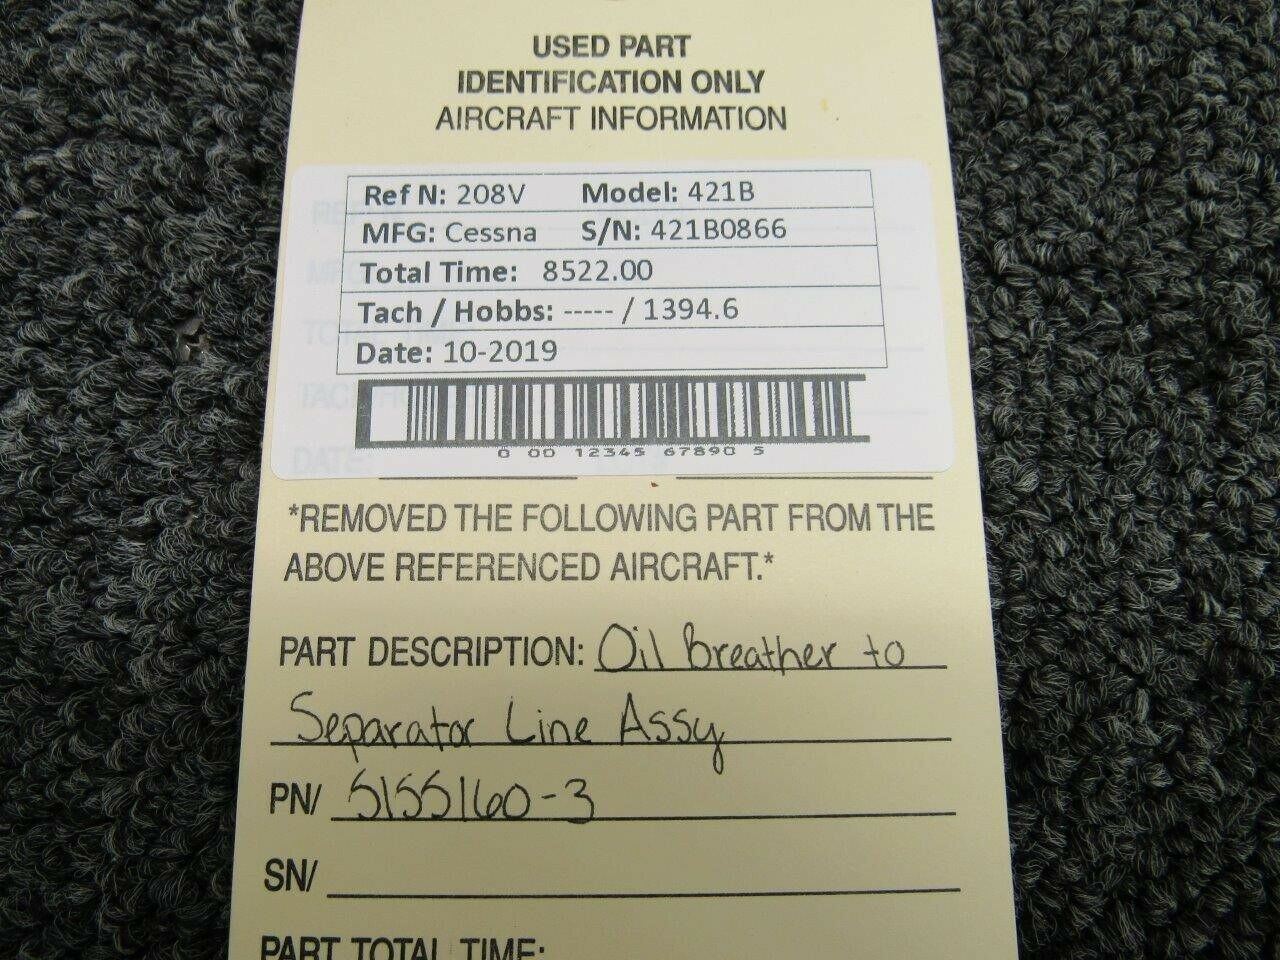 USED PART
IDENTIFICATION ONLY
AIRCRAFT INFORMATION
Ref N: 208V Model: 421B
MFG: Cessna S/N: 421B0866
Total Time: 8522.00
Tach / Hobbs: ----- / 1394.6
Date: 10-2019
0 00 12345 67890 5
DATE:
*REMOVED THE FOLLOWING PART FROM THE
ABOVE REFERENCED AIRCRAFT.*
PART DESCRIPTION: Oil Breather to
Separator Line Assy
PN/ 5155160-3
SN/
PART TOTAL TIME: